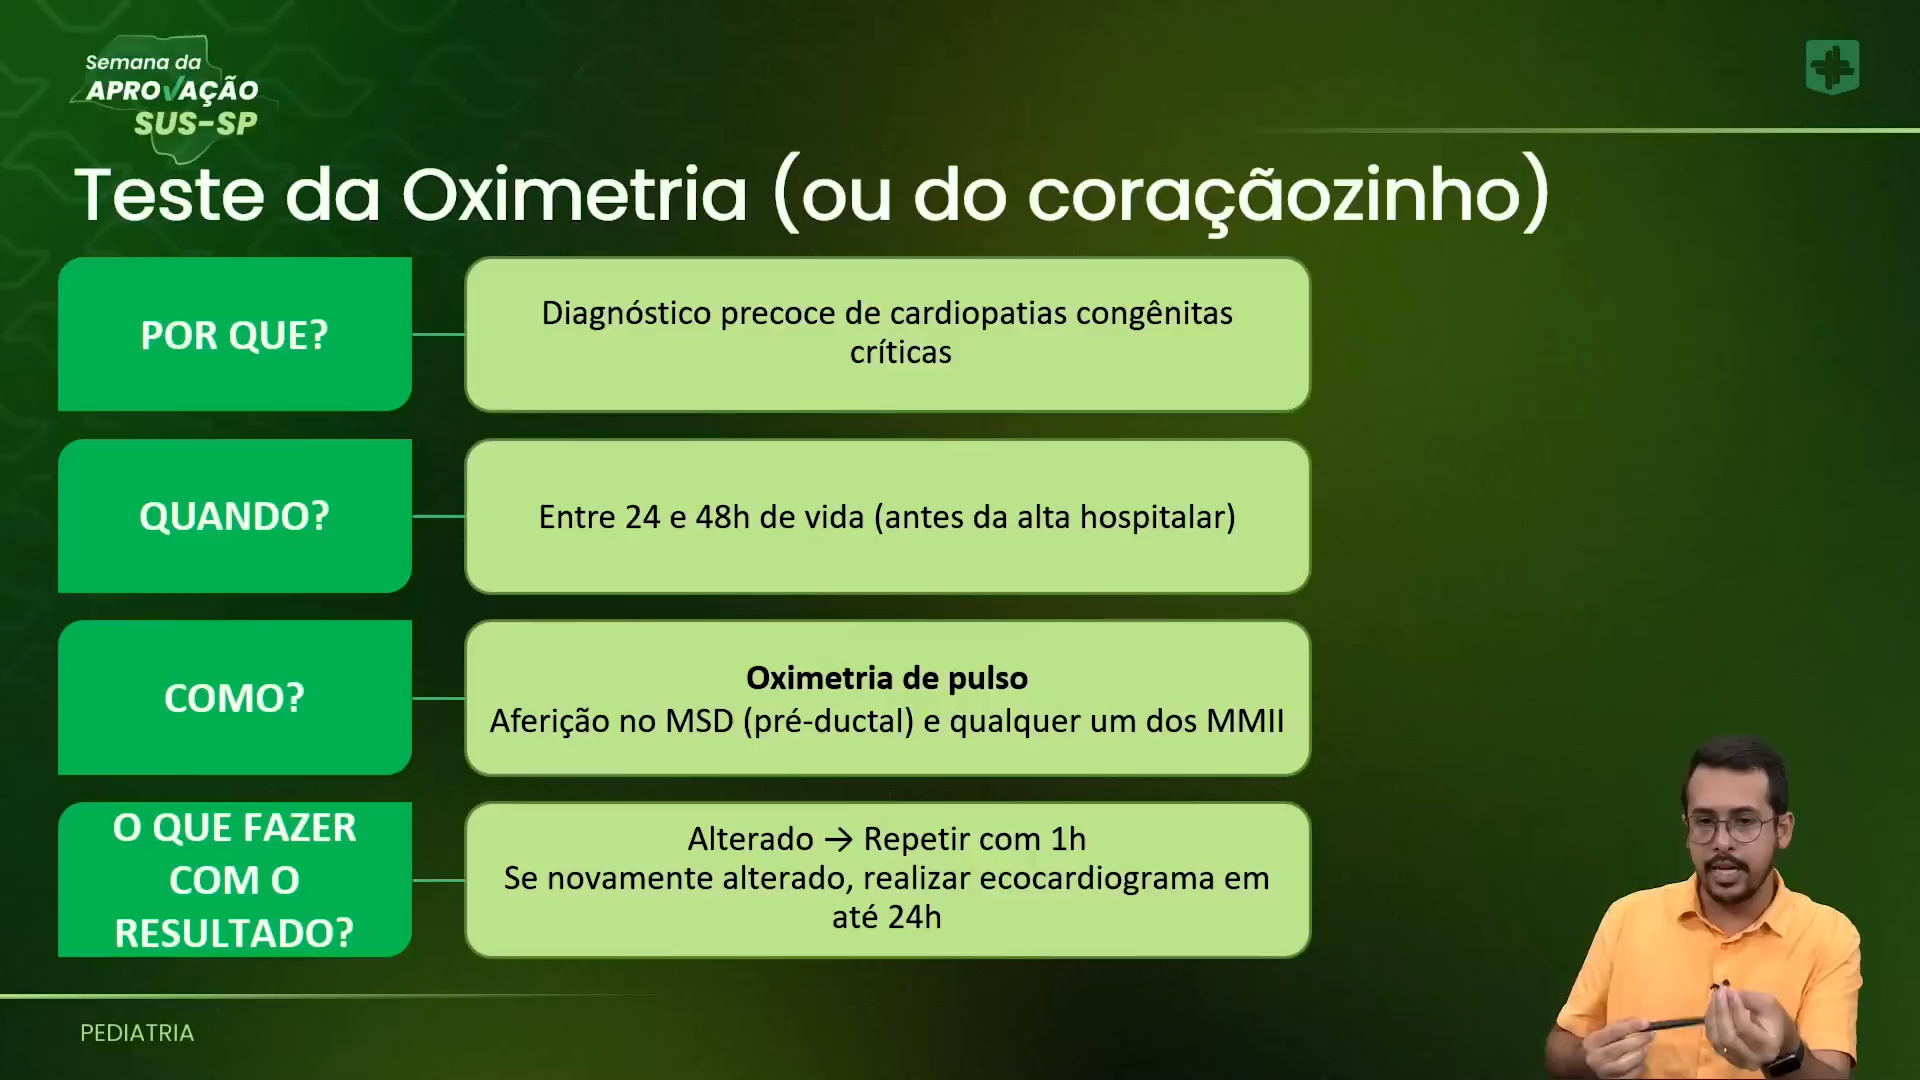 Semana da
APROVAÇÃO
SUS-SP
Teste da Oximetria (ou do coraçãozinho)
POR QUE?
Diagnóstico precoce de cardiopatias congênitas
críticas
QUANDO?
Entre 24 e 48h de vida (antes da alta hospitalar)
COMO?
Oximetria de pulso
Aferição no MSD (pré-ductal) e qualquer um dos MMII
O QUE FAZER
COM O
RESULTADO?
Alterado → Repetir com 1h
Se novamente alterado, realizar ecocardiograma em
até 24h
PEDIATRIA